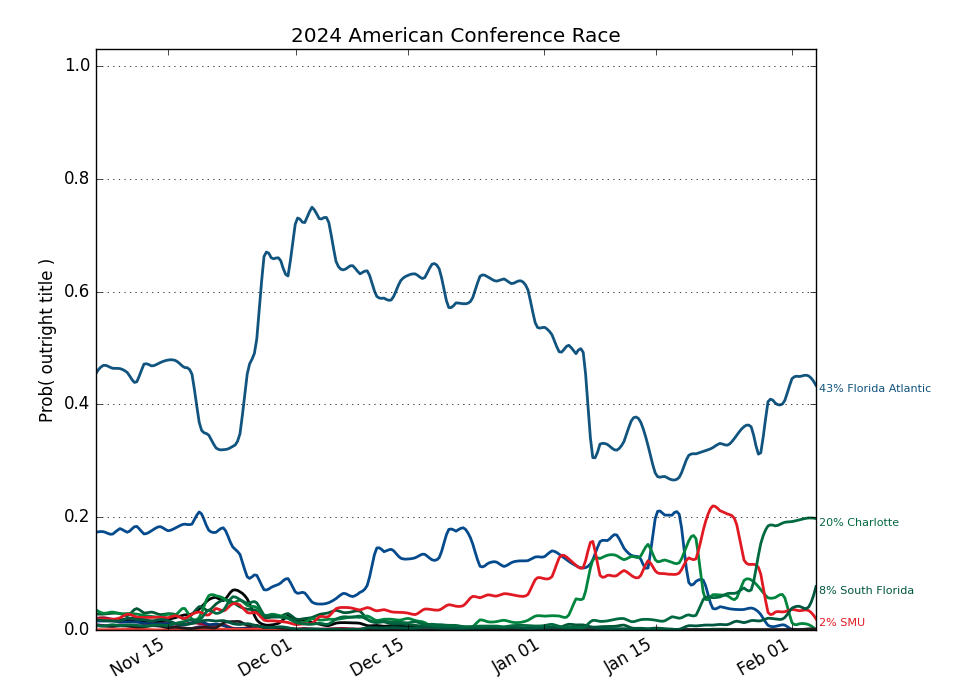 2024 American Conference Race
Prob( outright title )
1.0
0.8
0.6
0.4
0.2
0.0
43% Florida Atlantic
20% Charlotte
8% South Florida
2% SMU
Nov 15
Dec 01
Dec 15
Jan 01
Jan 15
Feb 01